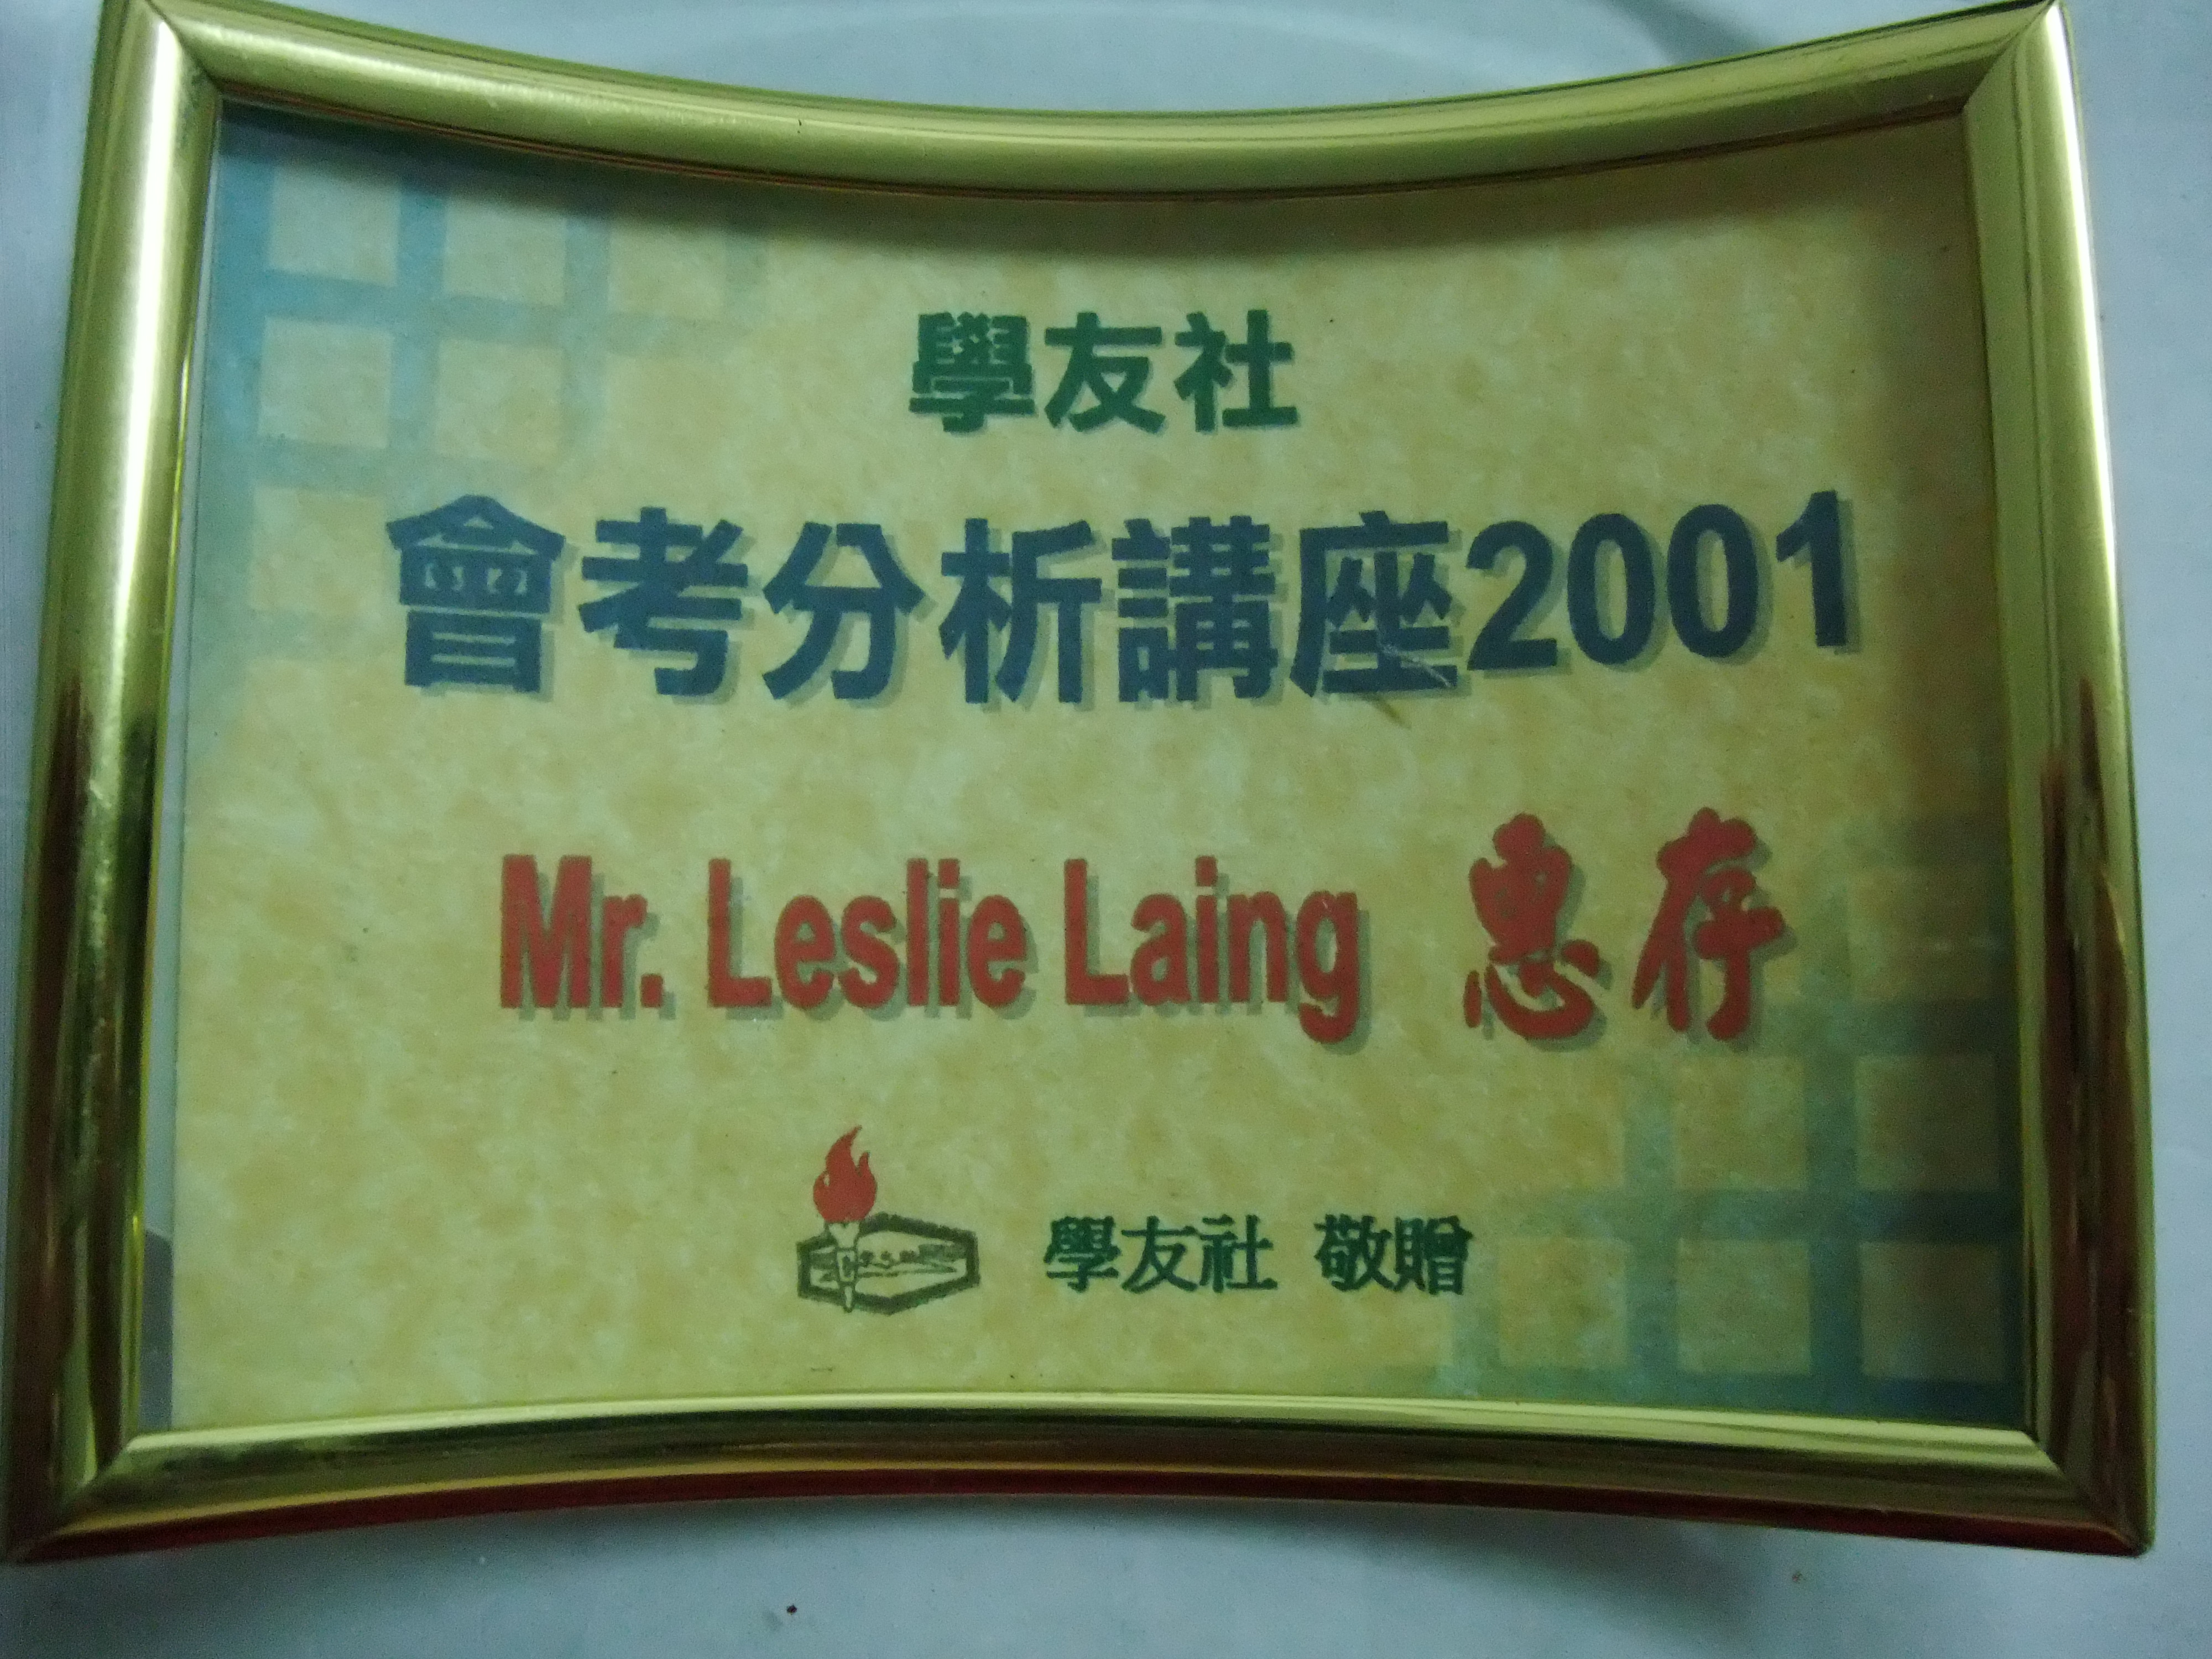 學友社
會考分析講座2001
Mr. Leslie Laing 惠存
學友社 敬贈